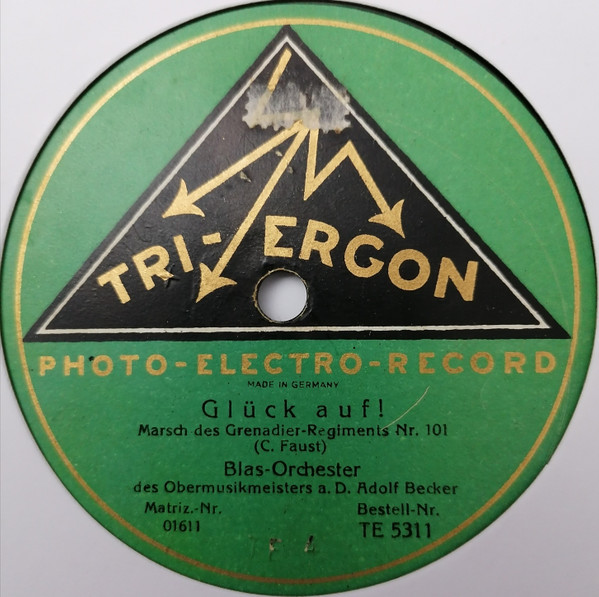 TRI-ERGON
PHOTO-ELECTRO-RECORD
MADE IN GERMANY
Glück auf!
Marsch des Grenadier-Regiments Nr. 101
(C. Faust)
Blas-Orchester
des Obermusikmeisters a. D. Adolf Becker
Matriz.-Nr. Bestell-Nr.
01611 TE 5311